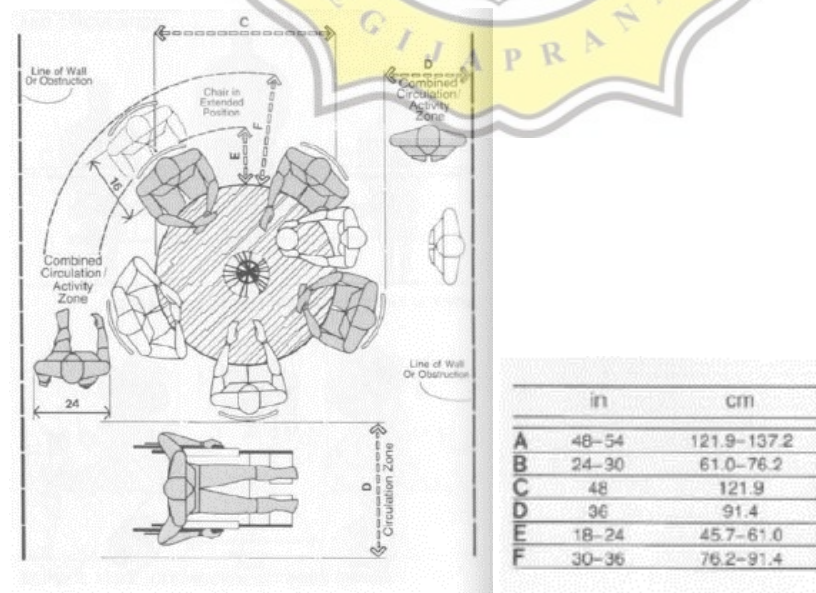 C
GIJAPRANA
Line of Wall
Or Obstruction
D
Combined
Circulation/
Activity
Zone
Chair in
Extended
Position
F
E
16
Combined
Circulation/
Activity
Zone
24
Line of Wall
Or Obstruction
D
Circulation Zone
in cm
A 48–54 121.9–137.2
B 24–30 61.0–76.2
C 48 121.9
D 36 91.4
E 18–24 45.7–61.0
F 30–36 76.2–91.4